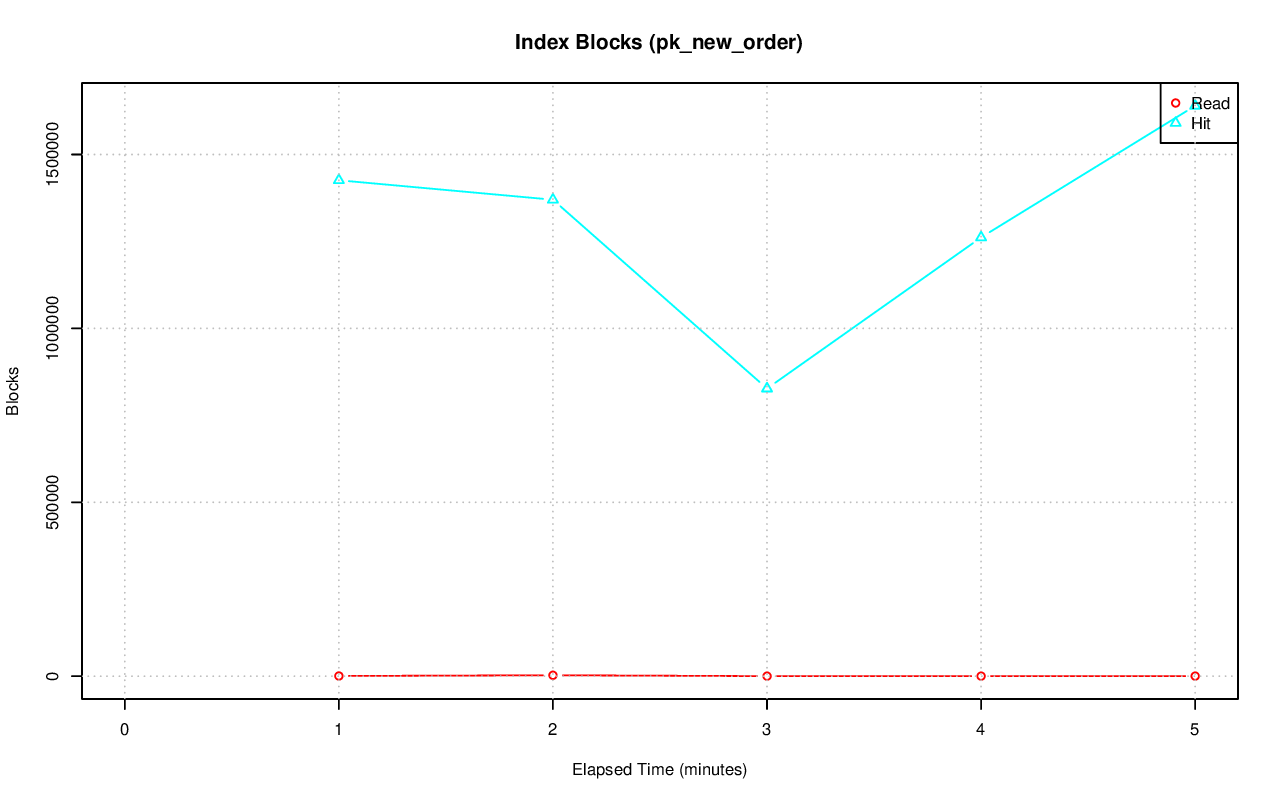 Index Blocks (pk_new_order)
Read
Hit
Blocks
1500000
1000000
500000
0
0 1 2 3 4 5
Elapsed Time (minutes)